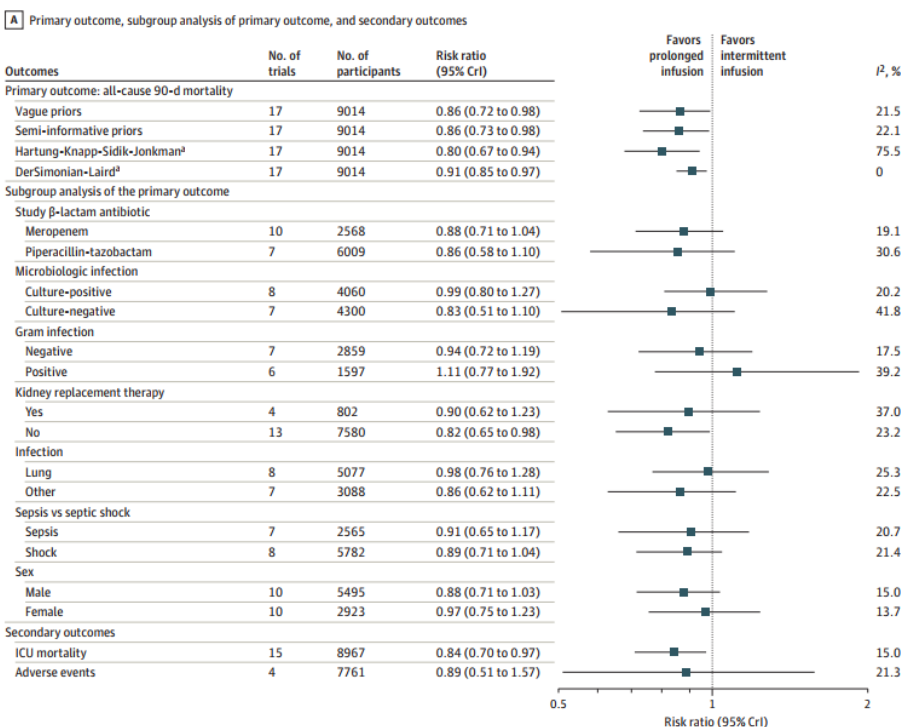 A Primary outcome, subgroup analysis of primary outcome, and secondary outcomes
Outcomes No. of trials No. of participants Risk ratio (95% CrI) Favors prolonged infusion Favors intermittent infusion I², %
Primary outcome: all-cause 90-d mortality
Vague priors 17 9014 0.86 (0.72 to 0.98) 21.5
Semi-informative priors 17 9014 0.86 (0.73 to 0.98) 22.1
Hartung-Knapp-Sidik-Jonkmanᵃ 17 9014 0.80 (0.67 to 0.94) 75.5
DerSimonian-Lairdᵃ 17 9014 0.91 (0.85 to 0.97) 0
Subgroup analysis of the primary outcome
Study β-lactam antibiotic
Meropenem 10 2568 0.88 (0.71 to 1.04) 19.1
Piperacillin-tazobactam 7 6009 0.86 (0.58 to 1.10) 30.6
Microbiologic infection
Culture-positive 8 4060 0.99 (0.80 to 1.27) 20.2
Culture-negative 7 4300 0.83 (0.51 to 1.10) 41.8
Gram infection
Negative 7 2859 0.94 (0.72 to 1.19) 17.5
Positive 6 1597 1.11 (0.77 to 1.92) 39.2
Kidney replacement therapy
Yes 4 802 0.90 (0.62 to 1.23) 37.0
No 13 7580 0.82 (0.65 to 0.98) 23.2
Infection
Lung 8 5077 0.98 (0.76 to 1.28) 25.3
Other 7 3088 0.86 (0.62 to 1.11) 22.5
Sepsis vs septic shock
Sepsis 7 2565 0.91 (0.65 to 1.17) 20.7
Shock 8 5782 0.89 (0.71 to 1.04) 21.4
Sex
Male 10 5495 0.88 (0.71 to 1.03) 15.0
Female 10 2923 0.97 (0.75 to 1.23) 13.7
Secondary outcomes
ICU mortality 15 8967 0.84 (0.70 to 0.97) 15.0
Adverse events 4 7761 0.89 (0.51 to 1.57) 21.3
0.5 1 2
Risk ratio (95% CrI)